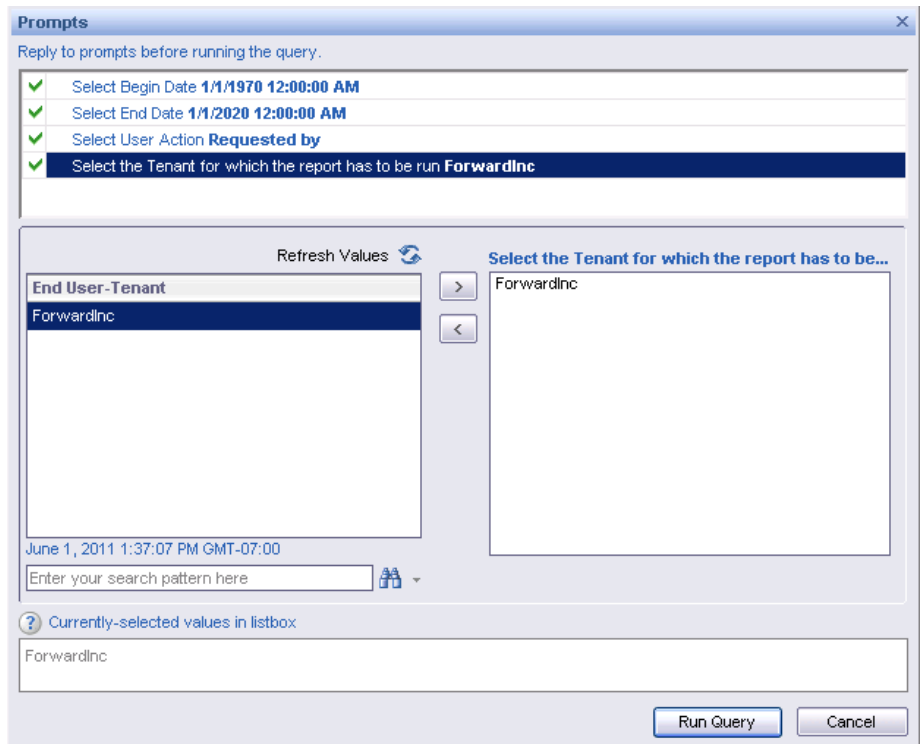 Prompts
Reply to prompts before running the query.
Select Begin Date 1/1/1970 12:00:00 AM
Select End Date 1/1/2020 12:00:00 AM
Select User Action Requested by
Select the Tenant for which the report has to be run ForwardInc
Refresh Values
Select the Tenant for which the report has to be...
End User-Tenant
ForwardInc
ForwardInc
June 1, 2011 1:37:07 PM GMT-07:00
Enter your search pattern here
? Currently-selected values in listbox
ForwardInc
Run Query
Cancel